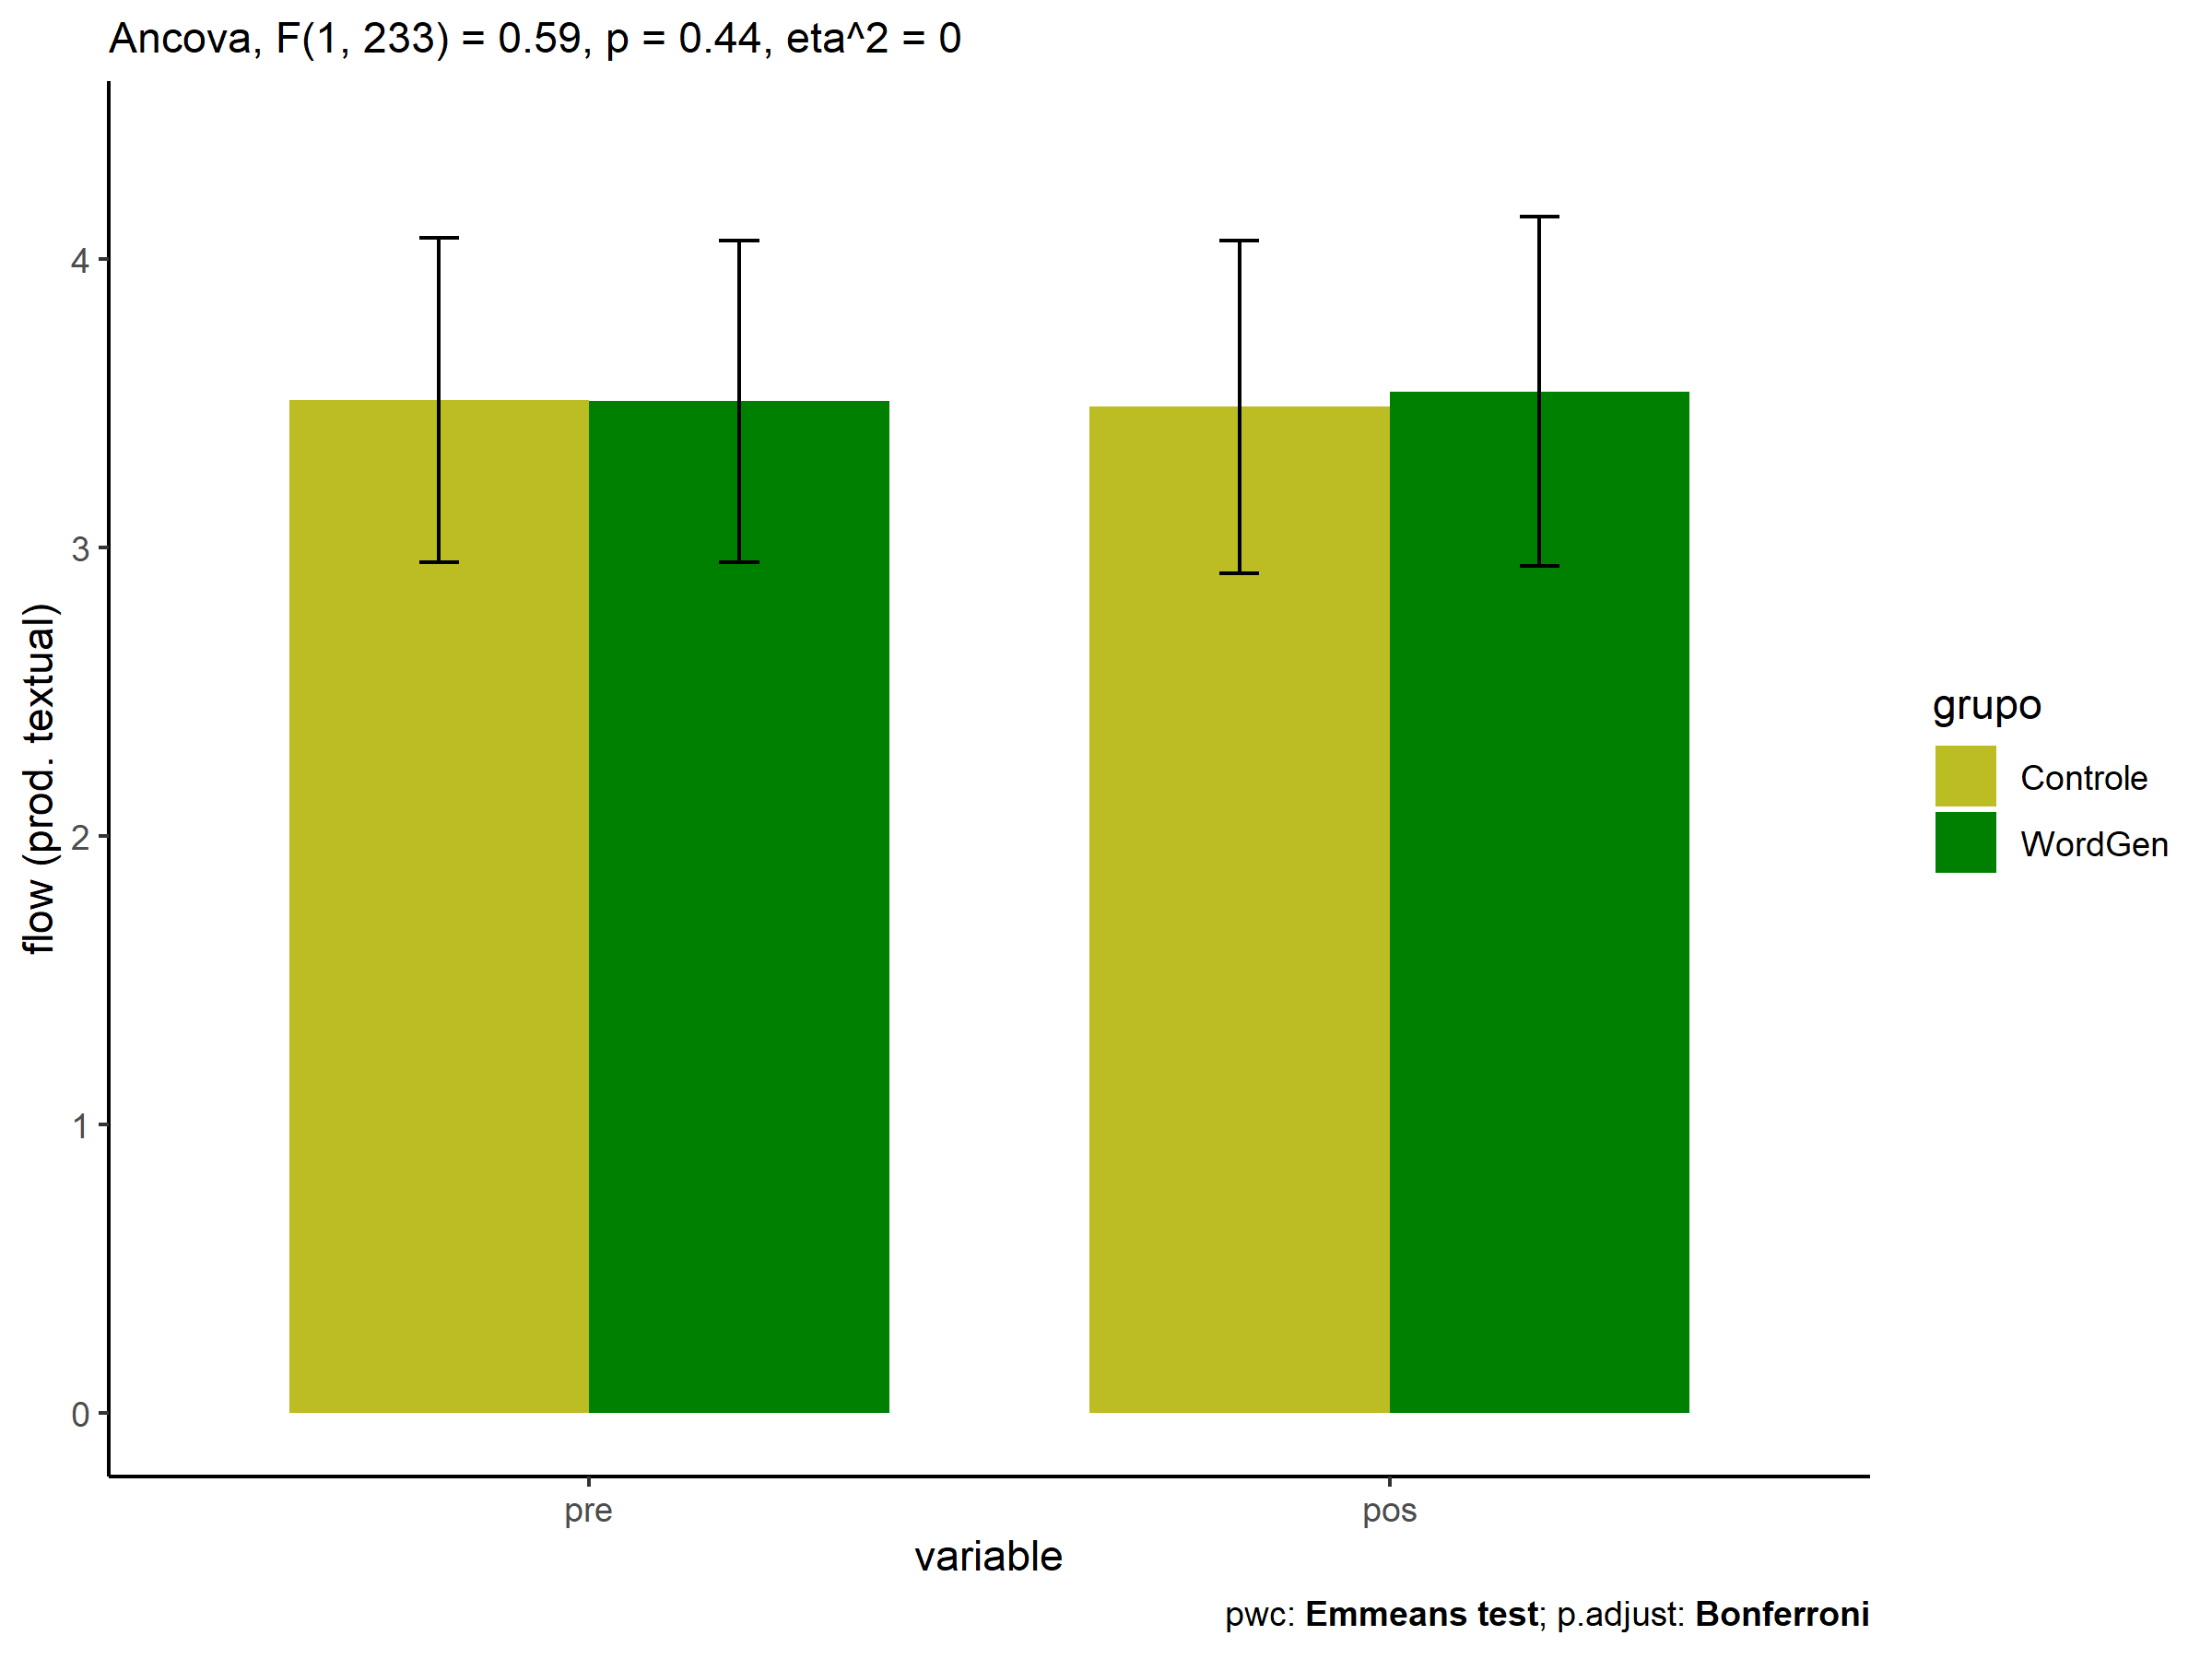 Ancova, F(1, 233) = 0.59, p = 0.44, eta^2 = 0
4
3
2
1
0
flow (prod. textual)
pre
pos
variable
grupo
Controle
WordGen
pwc: Emmeans test; p.adjust: Bonferroni